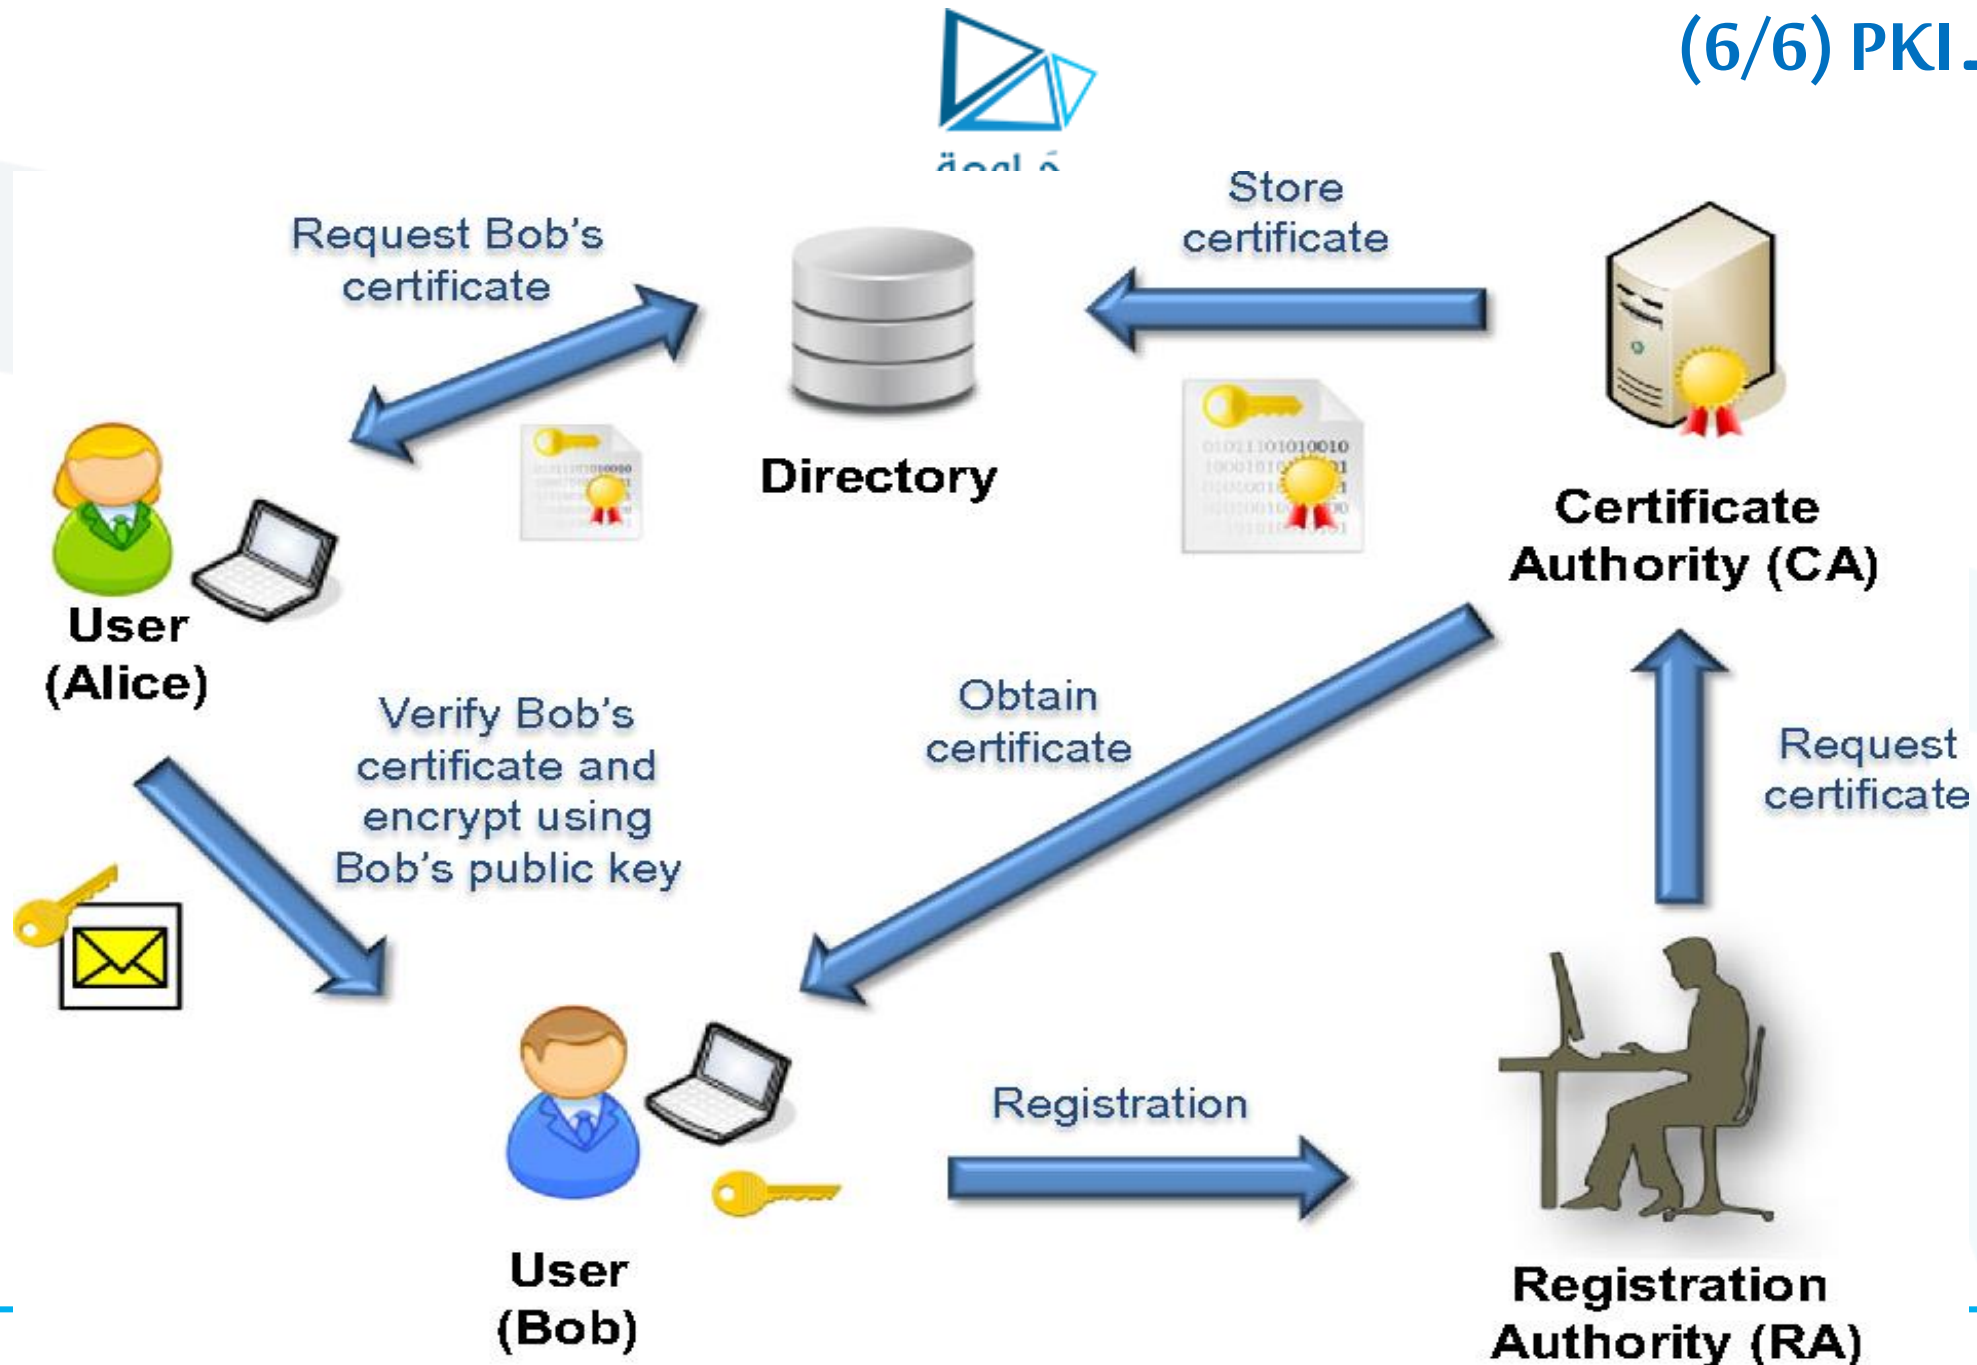 (6/6) PKI.
Request Bob's
certificate
Store
certificate
Directory
Certificate
Authority (CA)
User
(Alice)
Verify Bob's
certificate and
encrypt using
Bob's public key
Obtain
certificate
Request
certificate
Registration
User
(Bob)
Registration
Authority (RA)